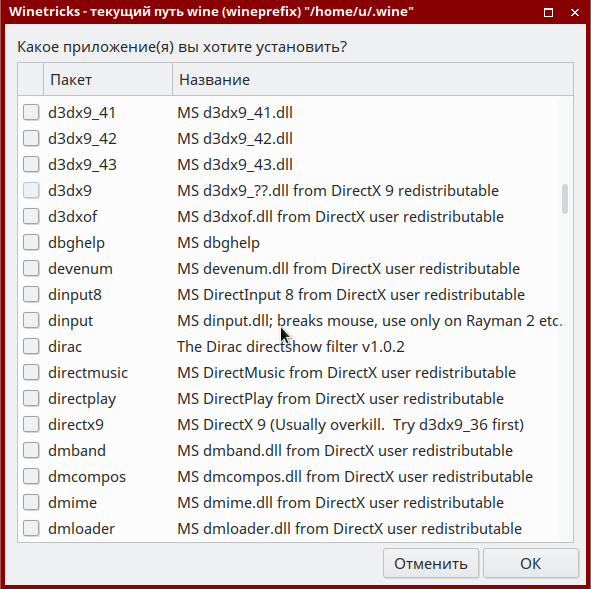 Winetricks - текущий путь wine (wineprefix) "/home/u/.wine"
Какое приложение(я) вы хотите установить?
Пакет Название
d3dx9_41 MS d3dx9_41.dll
d3dx9_42 MS d3dx9_42.dll
d3dx9_43 MS d3dx9_43.dll
d3dx9 MS d3dx9_??.dll from DirectX 9 redistributable
d3dxof MS d3dxof.dll from DirectX user redistributable
dbghelp MS dbghelp
devenum MS devenum.dll from DirectX user redistributable
dinput8 MS DirectInput 8 from DirectX user redistributable
dinput MS dinput.dll; breaks mouse, use only on Rayman 2 etc.
dirac The Dirac directshow filter v1.0.2
directmusic MS DirectMusic from DirectX user redistributable
directplay MS DirectPlay from DirectX user redistributable
directx9 MS DirectX 9 (Usually overkill.  Try d3dx9_36 first)
dmband MS dmband.dll from DirectX user redistributable
dmcompos MS dmcompos.dll from DirectX user redistributable
dmime MS dmime.dll from DirectX user redistributable
dmloader MS dmloader.dll from DirectX user redistributable
Отменить ОК